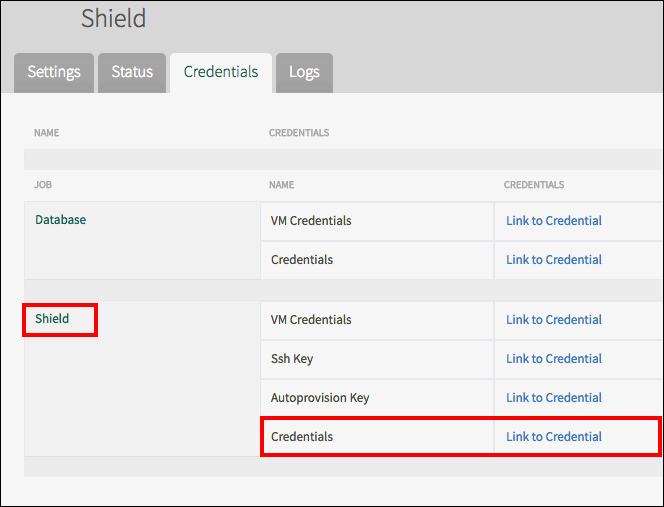 Shield
Settings Status Credentials Logs
NAME CREDENTIALS
JOB NAME CREDENTIALS
Database VM Credentials Link to Credential
Credentials Link to Credential
Shield VM Credentials Link to Credential
Ssh Key Link to Credential
Autoprovision Key Link to Credential
Credentials Link to Credential